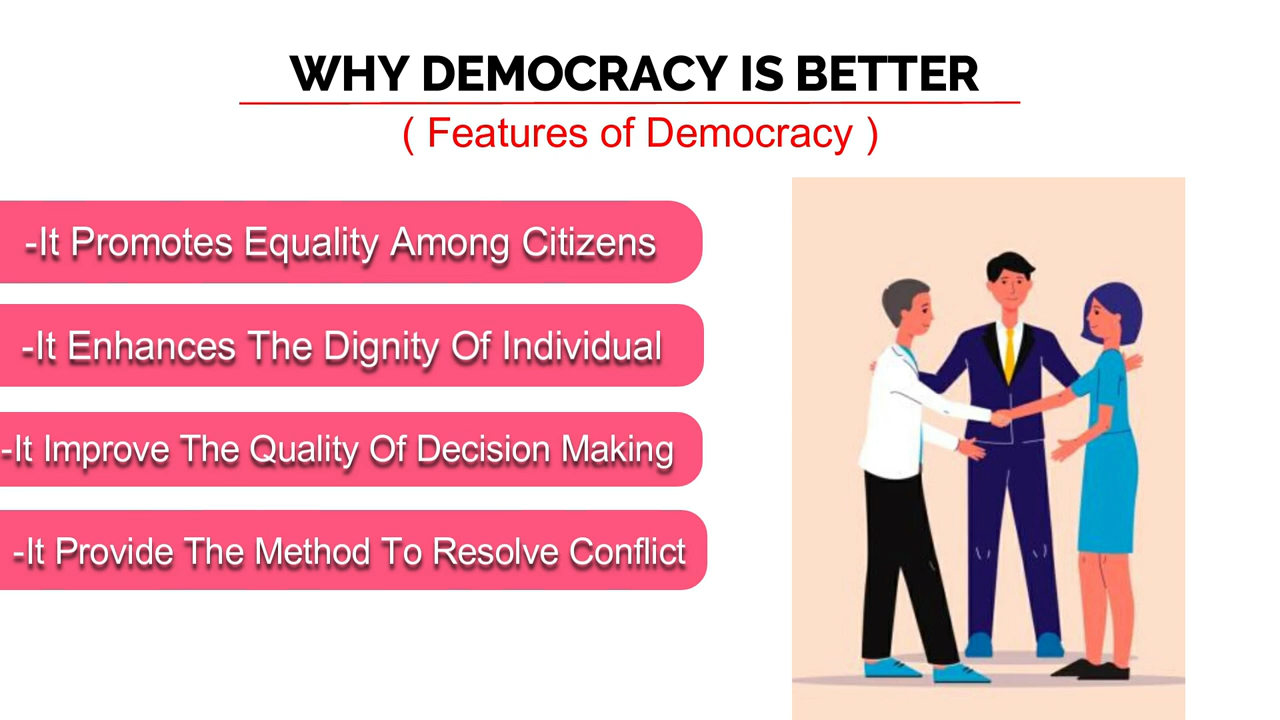 WHY DEMOCRACY IS BETTER
( Features of Democracy )
-It Promotes Equality Among Citizens
-It Enhances The Dignity Of Individual
-It Improve The Quality Of Decision Making
-It Provide The Method To Resolve Conflict